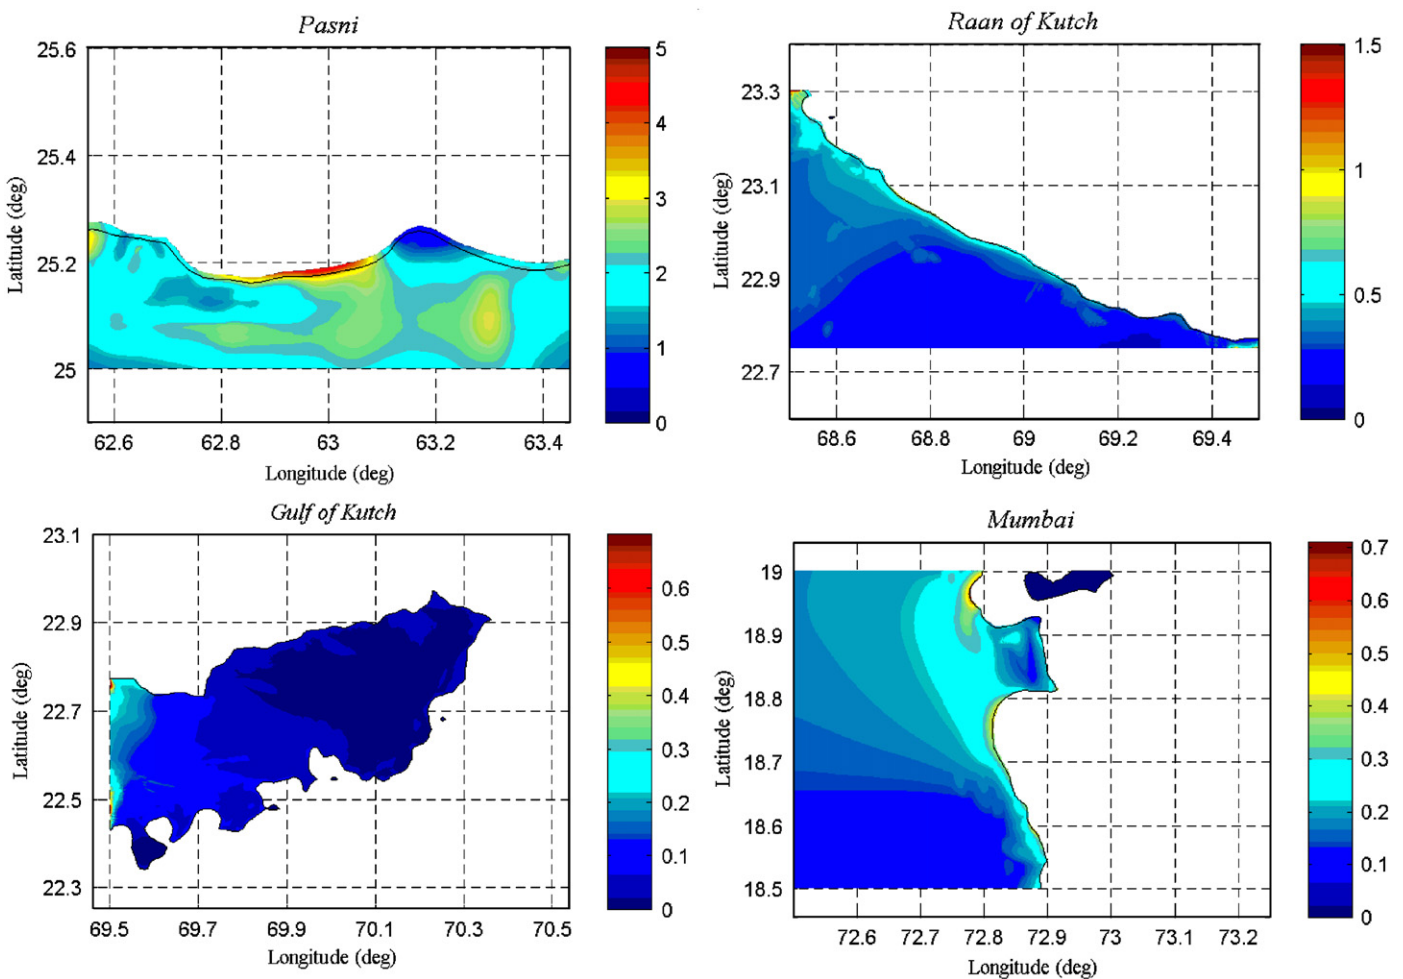 Pasni
25.6
25.4
25.2
25
62.6 62.8 63 63.2 63.4
Latitude (deg)
Longitude (deg)
5
4
3
2
1
0
Raan of Kutch
23.3
23.1
22.9
22.7
68.6 68.8 69 69.2 69.4
Latitude (deg)
Longitude (deg)
1.5
1
0.5
0
Gulf of Kutch
23.1
22.9
22.7
22.5
22.3
69.5 69.7 69.9 70.1 70.3 70.5
Latitude (deg)
Longitude (deg)
0.6
0.5
0.4
0.3
0.2
0.1
0
Mumbai
19
18.9
18.8
18.7
18.6
18.5
72.6 72.7 72.8 72.9 73 73.1 73.2
Latitude (deg)
Longitude (deg)
0.7
0.6
0.5
0.4
0.3
0.2
0.1
0